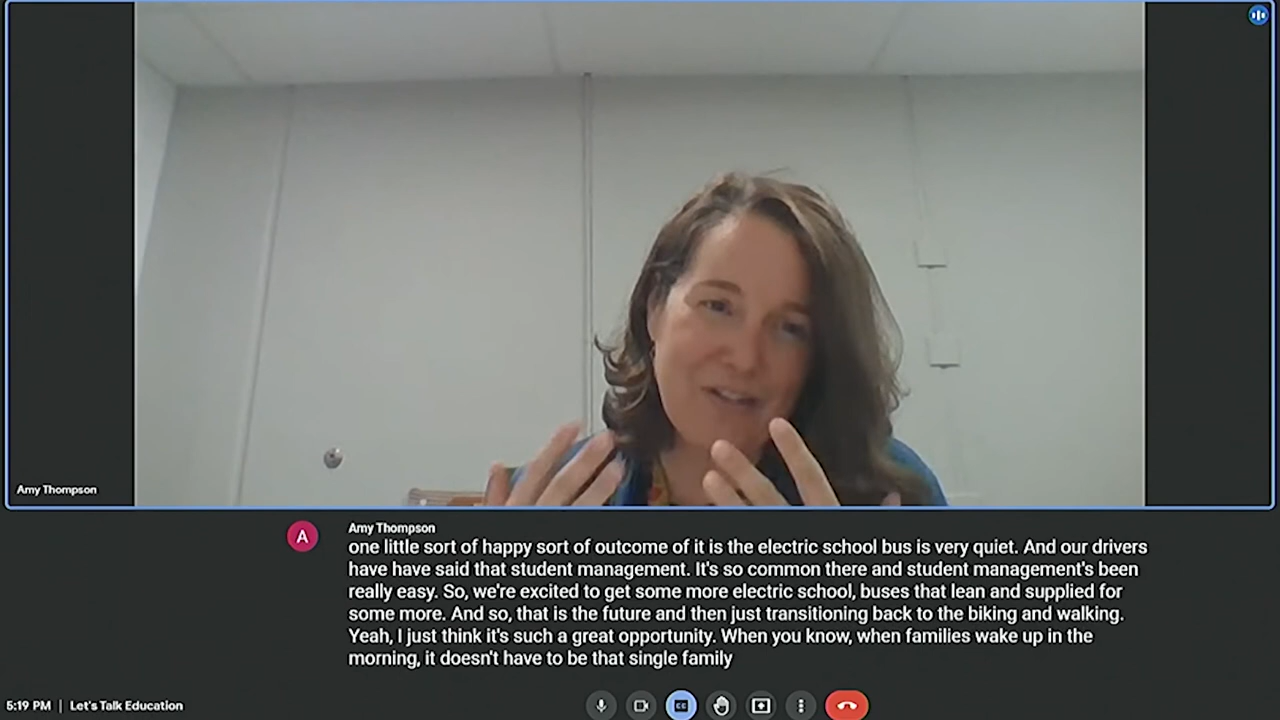 Amy Thompson
A
Amy Thompson
one little sort of happy sort of outcome of it is the electric school bus is very quiet. And our drivers
have have said that student management. It's so common there and student management's been
really easy. So, we're excited to get some more electric school, buses that lean and supplied for
some more. And so, that is the future and then just transitioning back to the biking and walking.
Yeah, I just think it's such a great opportunity. When you know, when families wake up in the
morning, it doesn't have to be that single family
5:19 PM | Let's Talk Education